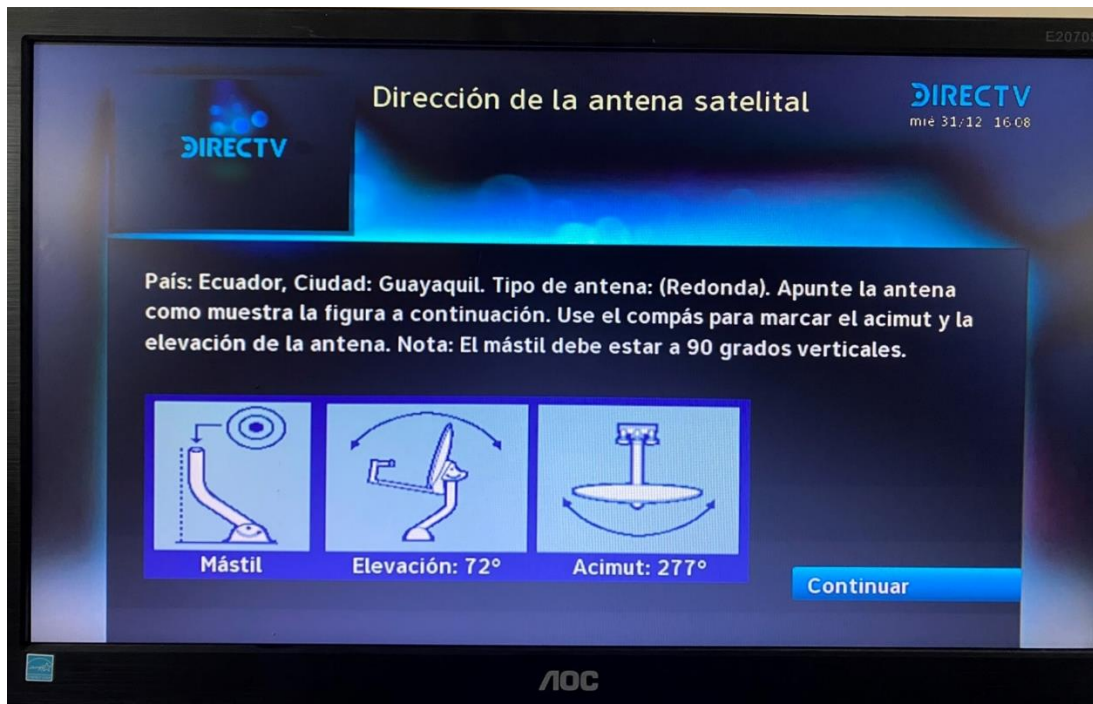 E2070S
Dirección de la antena satelital
DIRECTV
mié 31/12 16:08
DIRECTV
País: Ecuador, Ciudad: Guayaquil. Tipo de antena: (Redonda). Apunte la antena
como muestra la figura a continuación. Use el compás para marcar el acimut y la
elevación de la antena. Nota: El mástil debe estar a 90 grados verticales.
Mástil
Elevación: 72°
Acimut: 277°
Continuar
AOC